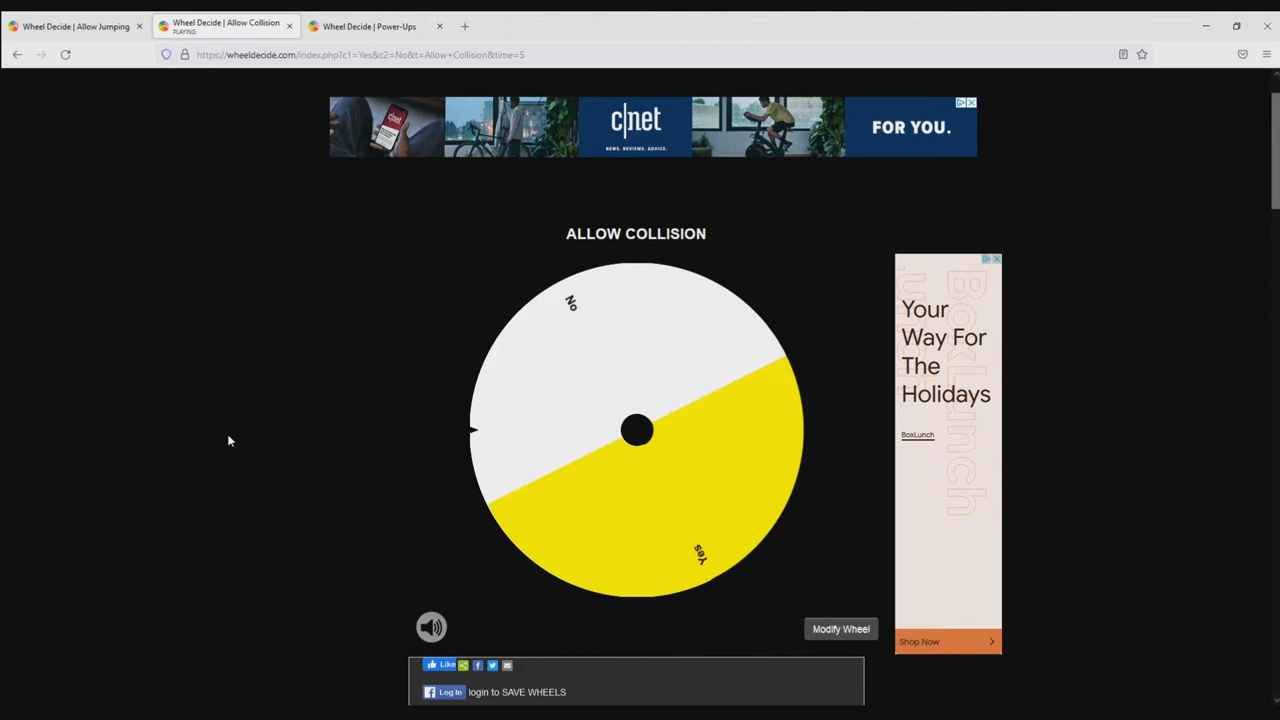 Wheel Decide | Allow Jumping
Wheel Decide | Allow Collision
PLAYING
Wheel Decide | Power-Ups
https://wheeldecide.com/index.php?c1=Yes&c2=No&t=Allow+Collision&time=5
c|net
c|net
NEWS. REVIEWS. ADVICE.
FOR YOU.
ALLOW COLLISION
No
Yes
BoxLunch
Your
Way For
The
Holidays
BoxLunch
Shop Now
Modify Wheel
Like
Log In
login to SAVE WHEELS